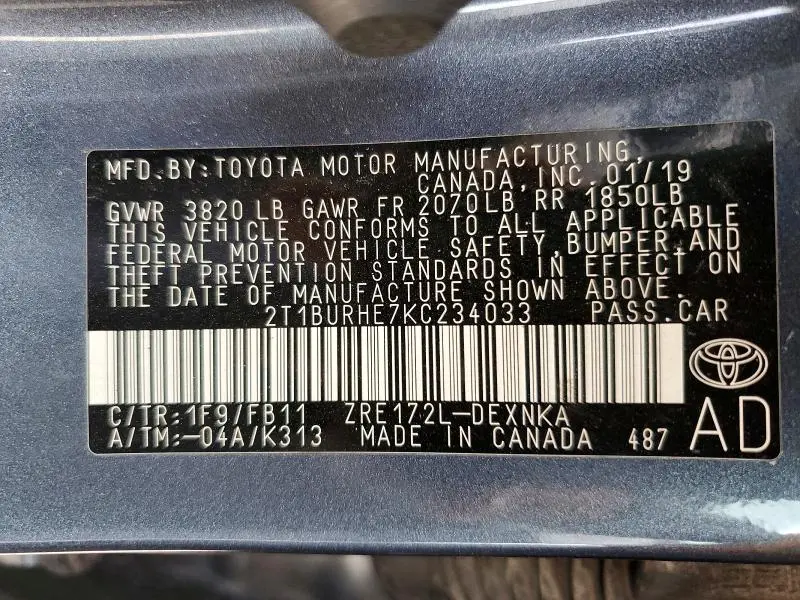 MFD.BY:TOYOTA MOTOR MANUFACTURING,
CANADA,INC.01/19
GVWR 3820LB GAWR FR 2070LB RR 1850LB
THIS VEHICLE CONFORMS TO ALL APPLICABLE
FEDERAL MOTOR VEHICLE SAFETY,BUMPER,AND
THEFT PREVENTION STANDARDS IN EFFECT ON
THE DATE OF MANUFACTURE SHOWN ABOVE.
2T1BURHE7KC234033 PASS.CAR
C/TR:1F9/FB11 ZRE172L-DEXNKA
A/TM:-04A/K313 MADE IN CANADA 487 AD